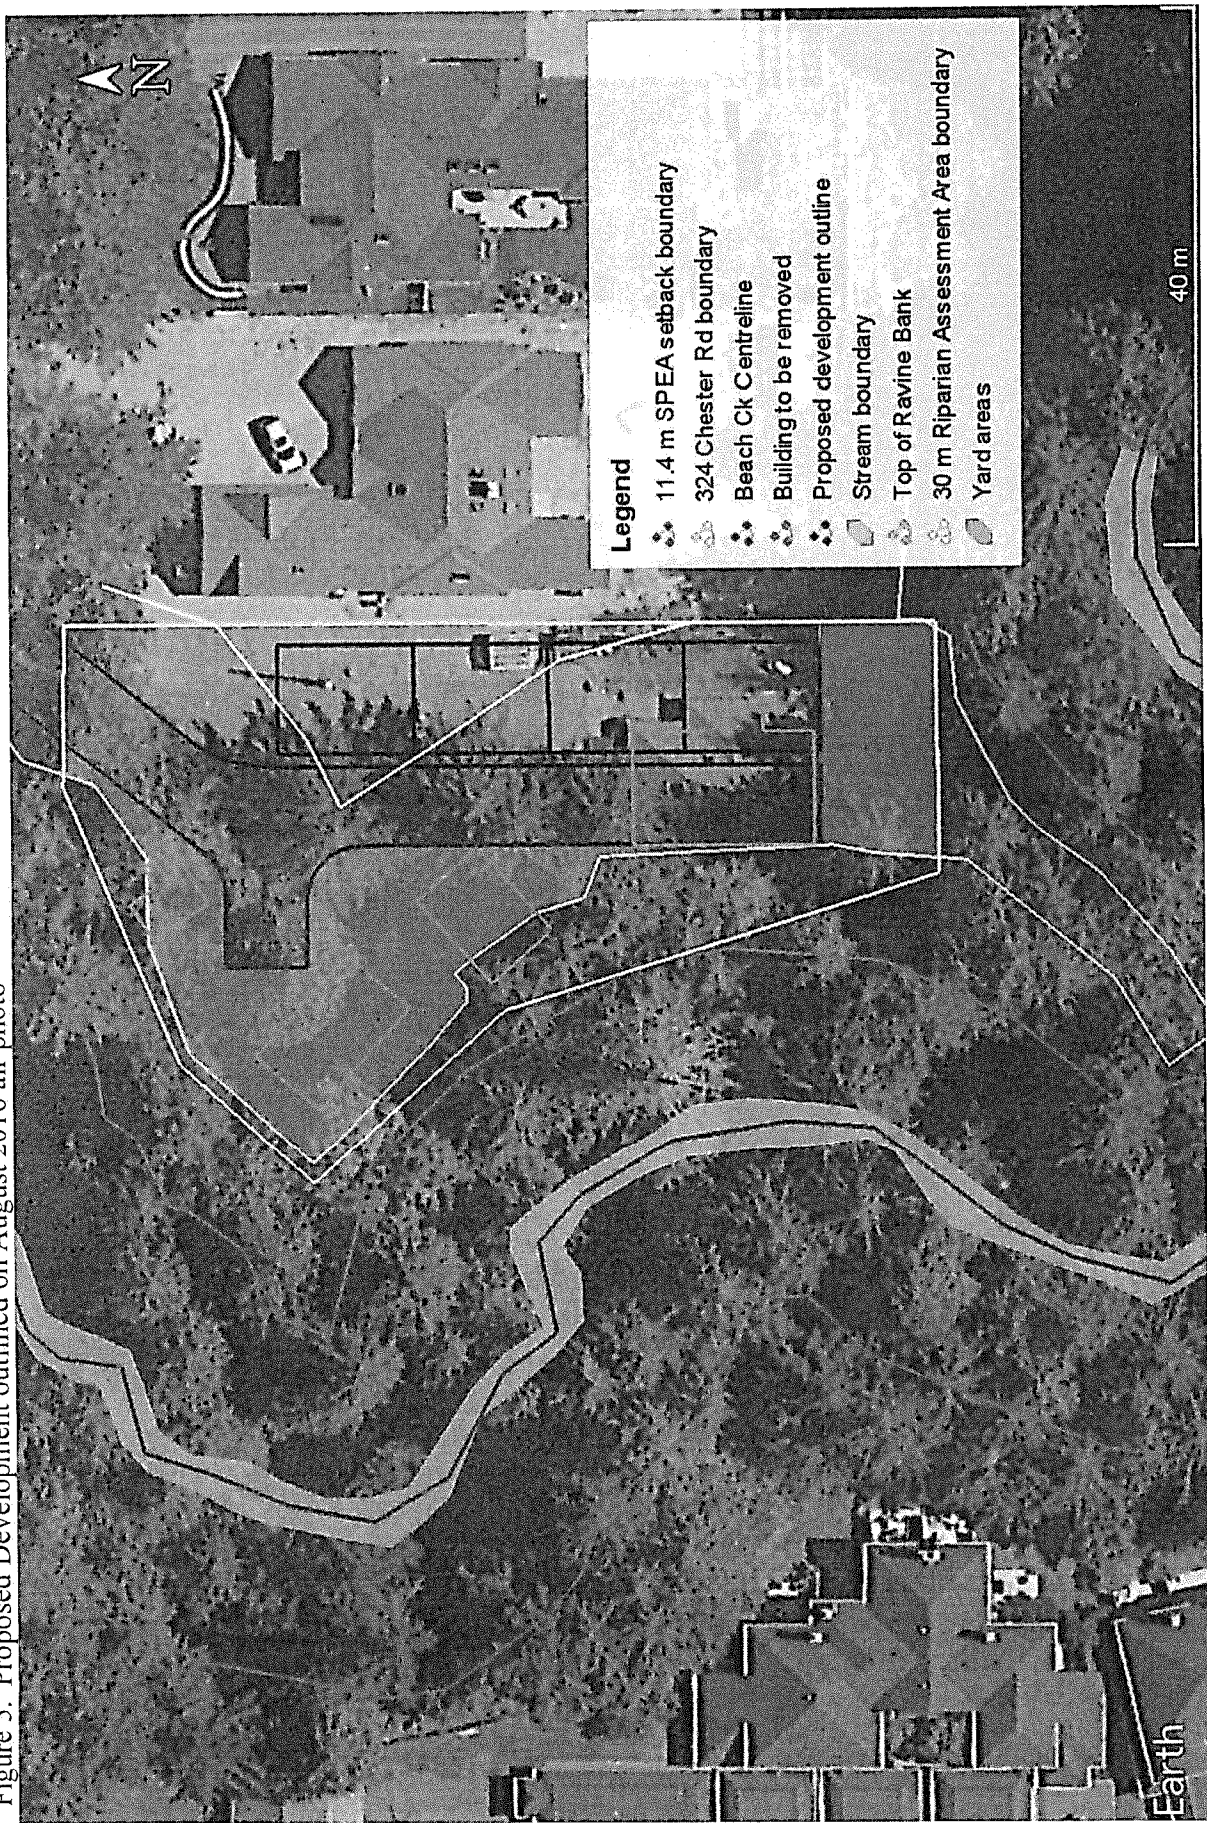 Figure 3. Proposed Development outlined on August 2016 air photo
N
Legend
11.4 m SPEA setback boundary
324 Chester Rd boundary
Beach Ck Centreline
Building to be removed
Proposed development outline
Stream boundary
Top of Ravine Bank
30 m Riparian Assessment Area boundary
Yard areas
40 m
Earth